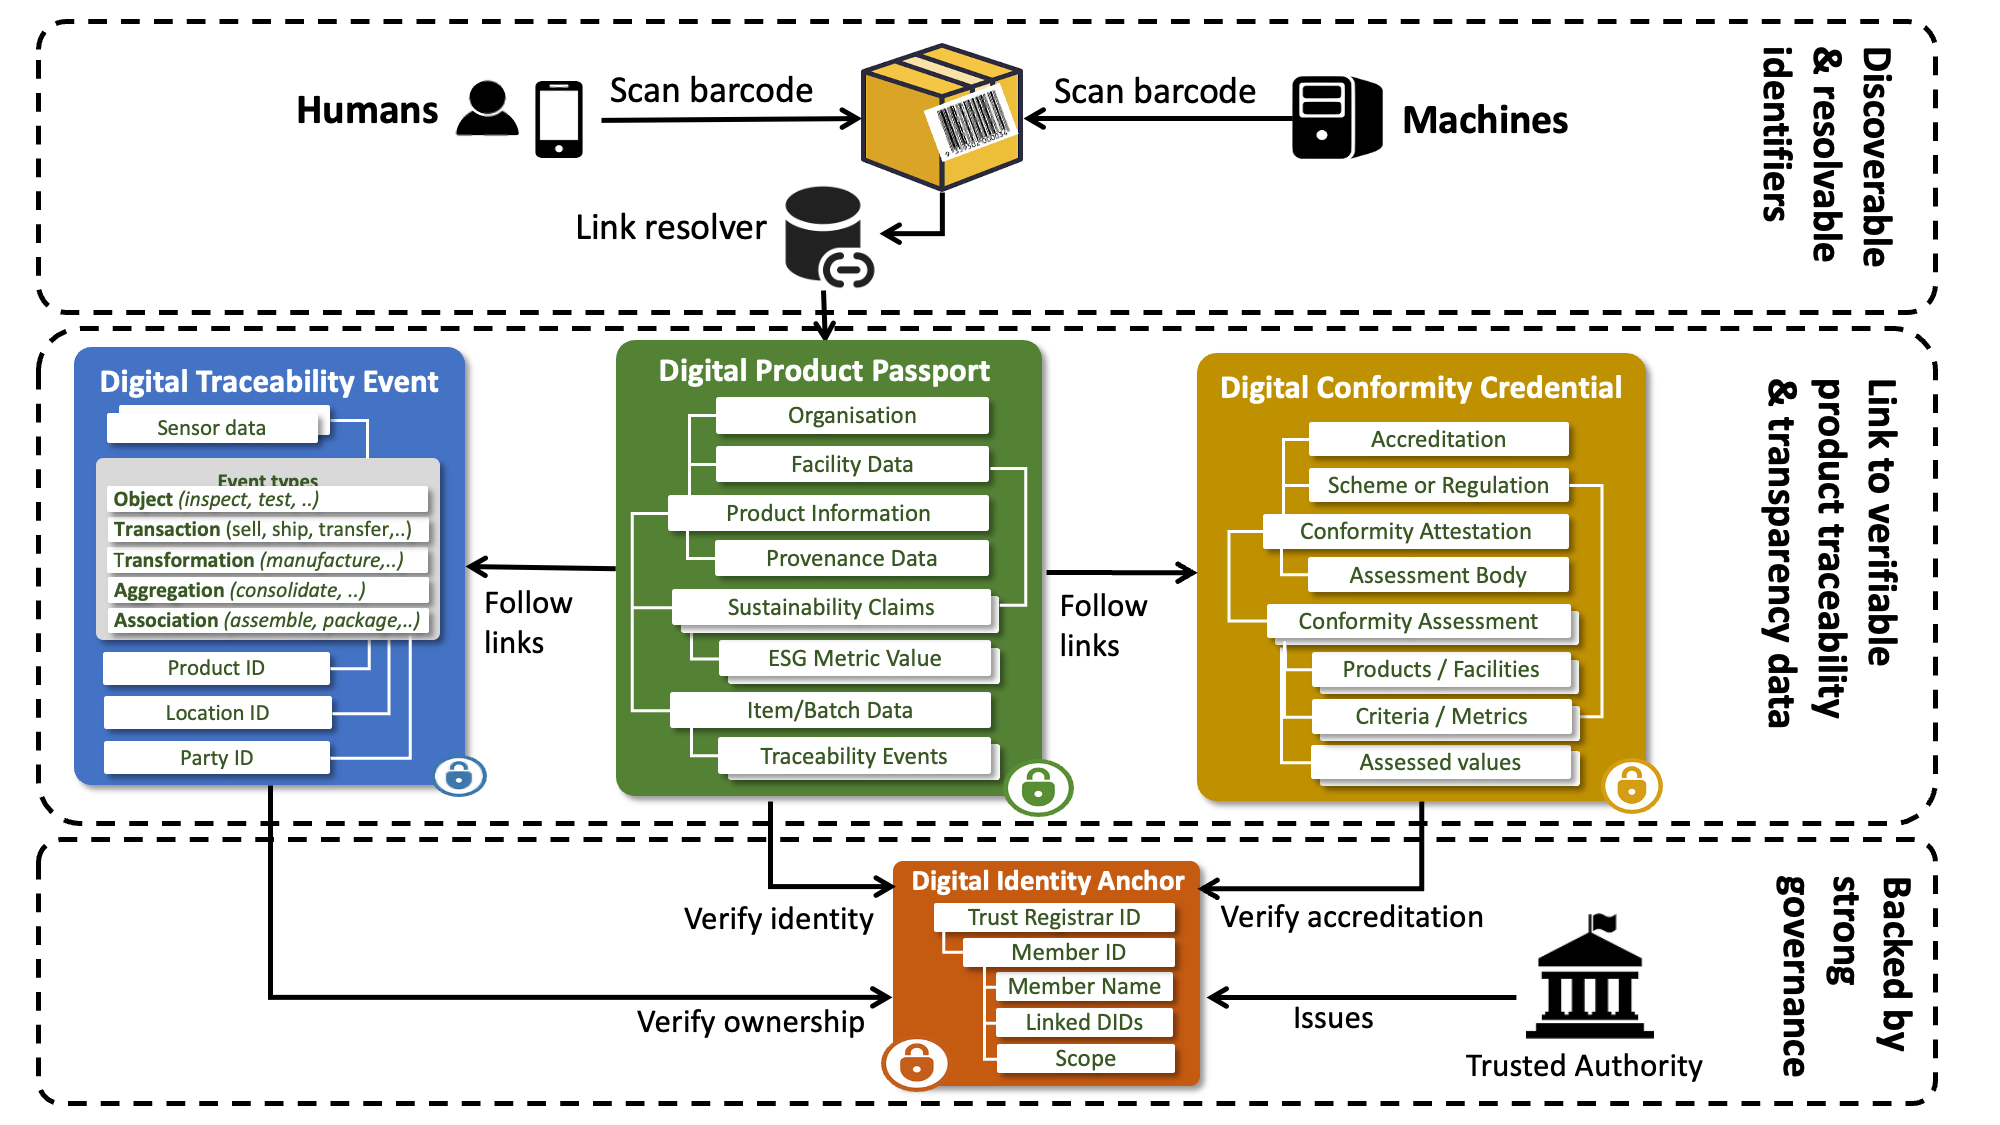 Humans
Scan barcode
Scan barcode
Machines
Link resolver
Discoverable
& resolvable
identifiers
Digital Traceability Event
Sensor data
Event types
Object (inspect, test, ..)
Transaction (sell, ship, transfer,..)
Transformation (manufacture,..)
Aggregation (consolidate, ..)
Association (assemble, package,..)
Product ID
Location ID
Party ID
Follow
links
Digital Product Passport
Organisation
Facility Data
Product Information
Provenance Data
Sustainability Claims
ESG Metric Value
Item/Batch Data
Traceability Events
Follow
links
Digital Conformity Credential
Accreditation
Scheme or Regulation
Conformity Attestation
Assessment Body
Conformity Assessment
Products / Facilities
Criteria / Metrics
Assessed values
Link to verifiable
product traceability
& transparency data
Verify identity
Verify ownership
Digital Identity Anchor
Trust Registrar ID
Member ID
Member Name
Linked DIDs
Scope
Verify accreditation
Issues
Trusted Authority
Backed by
strong
governance